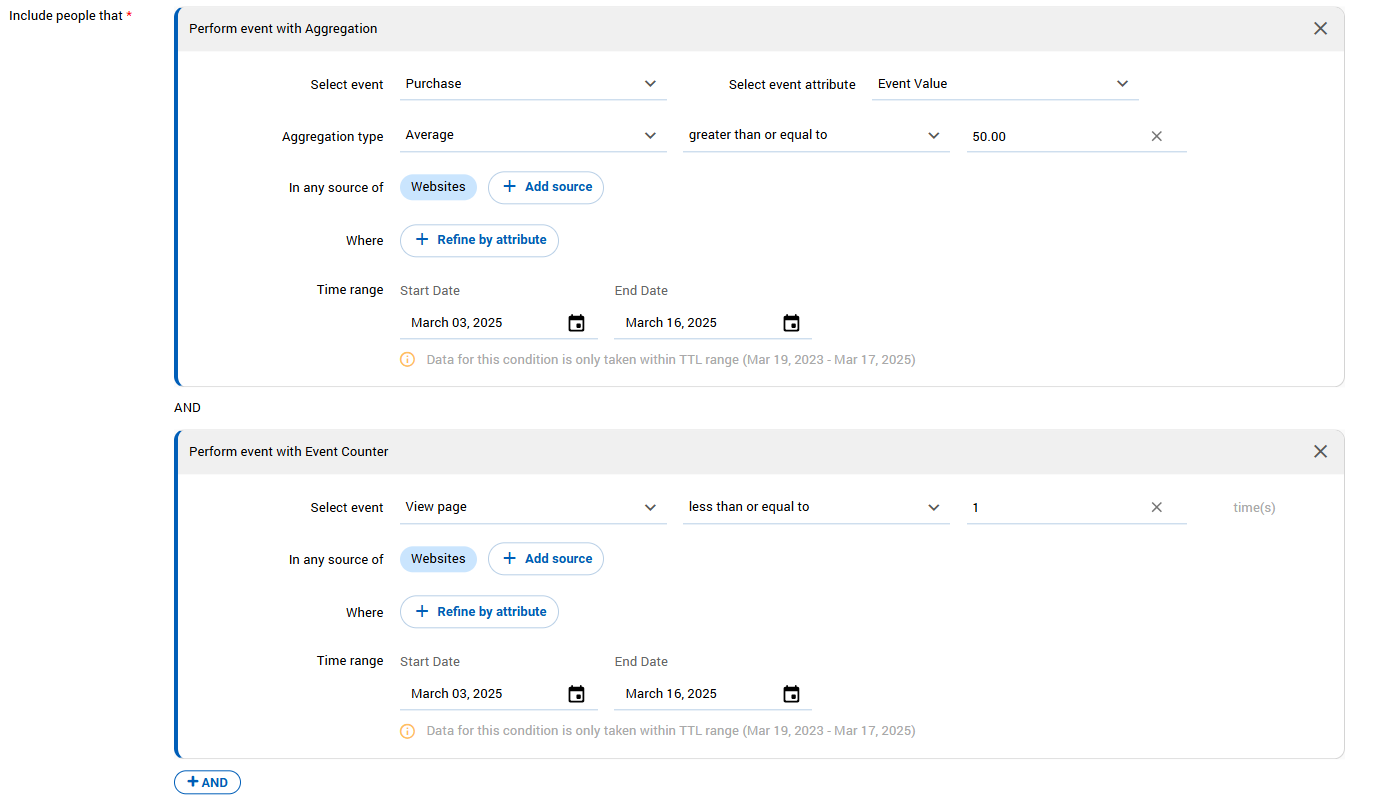 Include people that *
Perform event with Aggregation
Select event Purchase Select event attribute Event Value
Aggregation type Average greater than or equal to 50.00
In any source of Websites + Add source
Where + Refine by attribute
Time range Start Date End Date
March 03, 2025 March 16, 2025
Data for this condition is only taken within TTL range (Mar 19, 2023 - Mar 17, 2025)
AND
Perform event with Event Counter
Select event View page less than or equal to 1 time(s)
In any source of Websites + Add source
Where + Refine by attribute
Time range Start Date End Date
March 03, 2025 March 16, 2025
Data for this condition is only taken within TTL range (Mar 19, 2023 - Mar 17, 2025)
+ AND